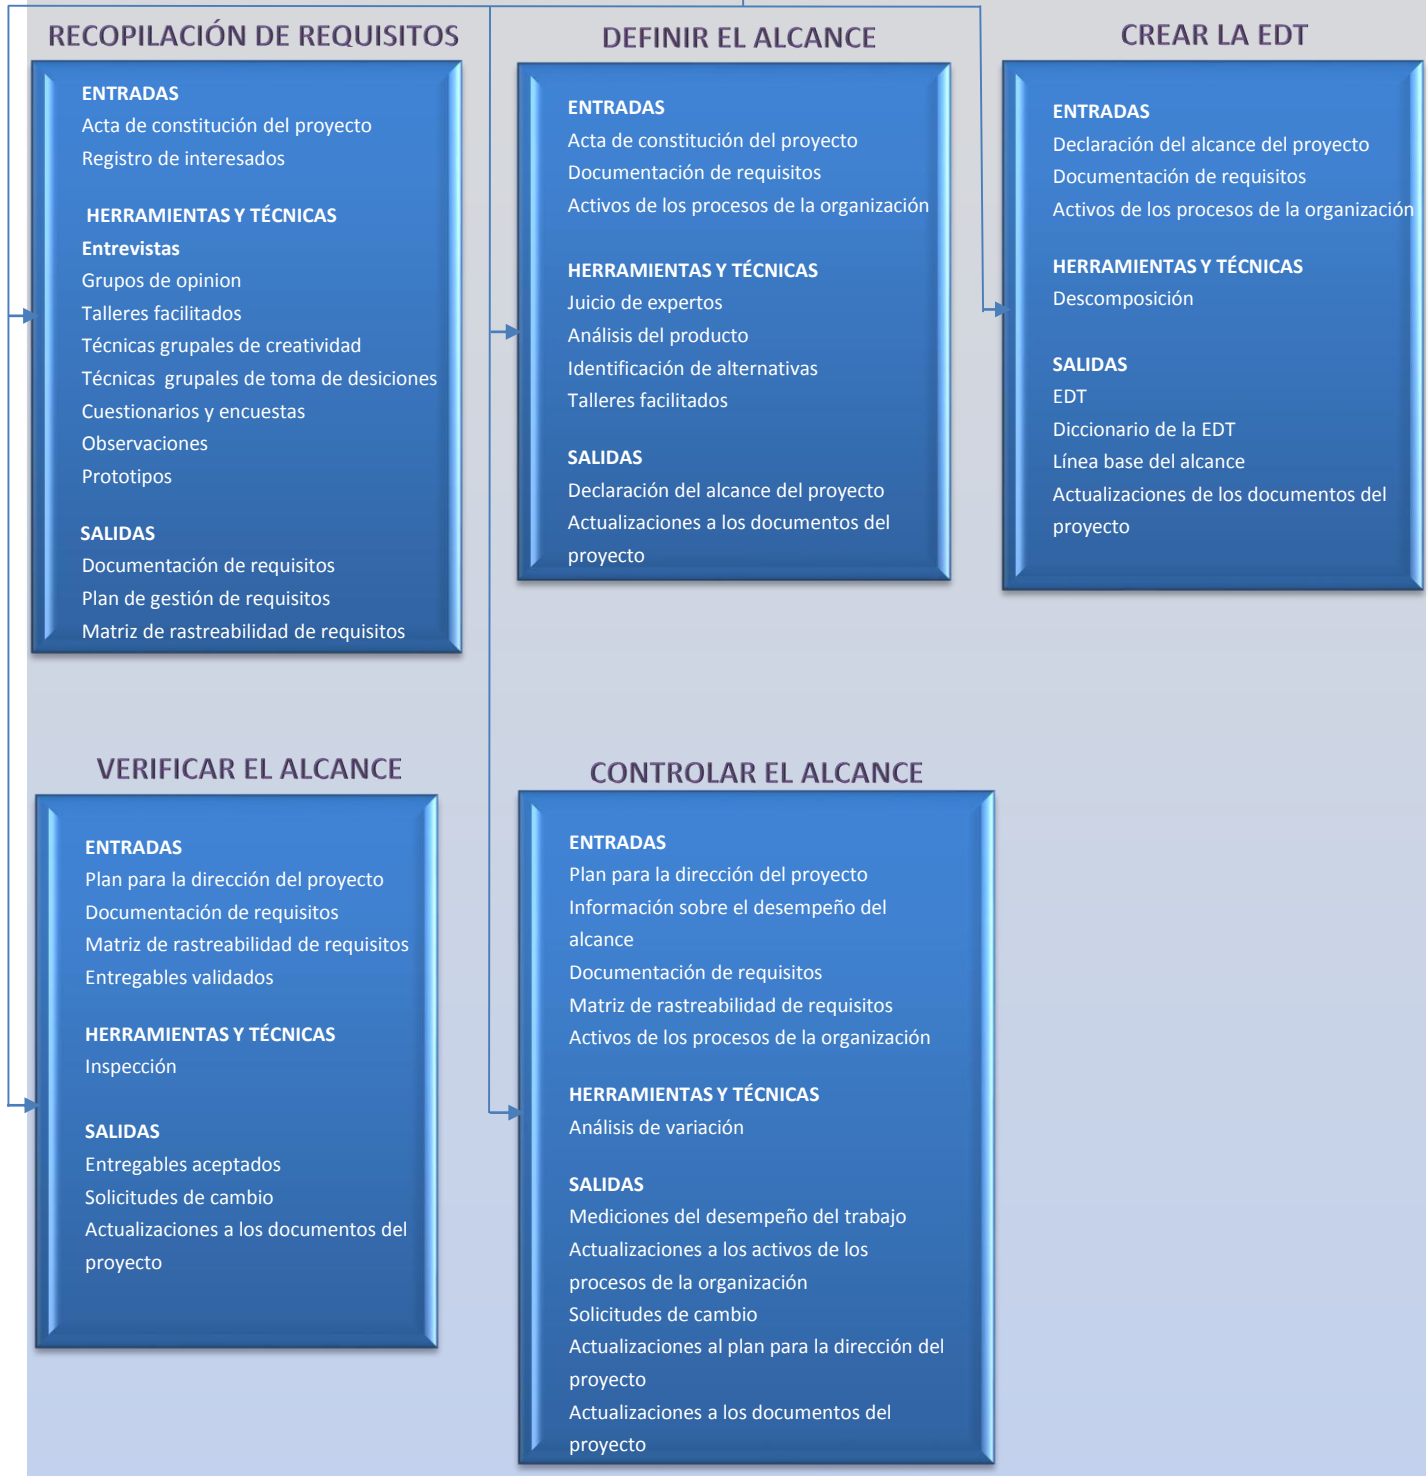 RECOPILACIÓN DE REQUISITOS
ENTRADAS
Acta de constitución del proyecto
Registro de interesados
HERRAMIENTAS Y TÉCNICAS
Entrevistas
Grupos de opinion
Talleres facilitados
Técnicas grupales de creatividad
Técnicas grupales de toma de desiciones
Cuestionarios y encuestas
Observaciones
Prototipos
SALIDAS
Documentación de requisitos
Plan de gestión de requisitos
Matriz de rastreabilidad de requisitos
DEFINIR EL ALCANCE
ENTRADAS
Acta de constitución del proyecto
Documentación de requisitos
Activos de los procesos de la organización
HERRAMIENTAS Y TÉCNICAS
Juicio de expertos
Análisis del producto
Identificación de alternativas
Talleres facilitados
SALIDAS
Declaración del alcance del proyecto
Actualizaciones a los documentos del
proyecto
CREAR LA EDT
ENTRADAS
Declaración del alcance del proyecto
Documentación de requisitos
Activos de los procesos de la organización
HERRAMIENTAS Y TÉCNICAS
Descomposición
SALIDAS
EDT
Diccionario de la EDT
Línea base del alcance
Actualizaciones de los documentos del
proyecto
VERIFICAR EL ALCANCE
ENTRADAS
Plan para la dirección del proyecto
Documentación de requisitos
Matriz de rastreabilidad de requisitos
Entregables validados
HERRAMIENTAS Y TÉCNICAS
Inspección
SALIDAS
Entregables aceptados
Solicitudes de cambio
Actualizaciones a los documentos del
proyecto
CONTROLAR EL ALCANCE
ENTRADAS
Plan para la dirección del proyecto
Información sobre el desempeño del
alcance
Documentación de requisitos
Matriz de rastreabilidad de requisitos
Activos de los procesos de la organización
HERRAMIENTAS Y TÉCNICAS
Análisis de variación
SALIDAS
Mediciones del desempeño del trabajo
Actualizaciones a los activos de los
procesos de la organización
Solicitudes de cambio
Actualizaciones al plan para la dirección del
proyecto
Actualizaciones a los documentos del
proyecto